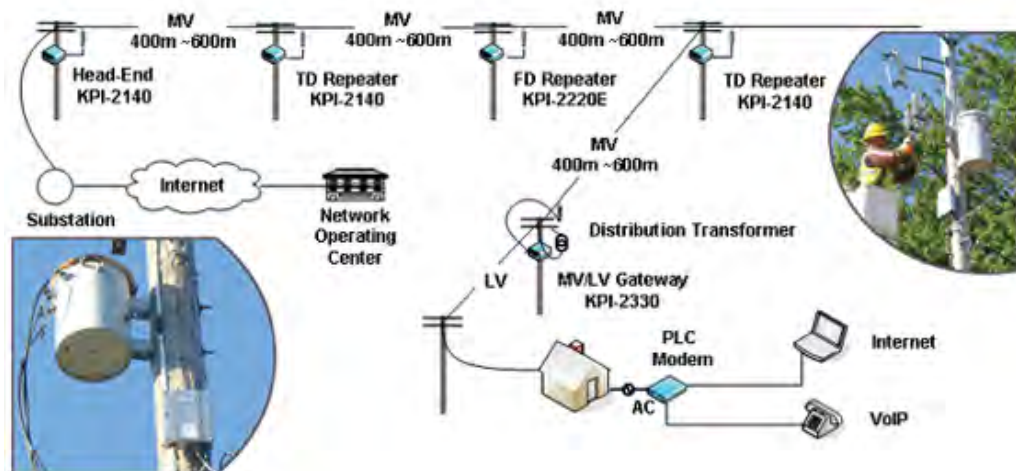 MV
400m ~600m
MV
400m ~600m
MV
400m ~600m
Head-End
KPI-2140
TD Repeater
KPI-2140
FD Repeater
KPI-2220E
TD Repeater
KPI-2140
MV
400m ~600m
Internet
Substation
Network
Operating
Center
Distribution Transformer
LV
MV/LV Gateway
KPI-2330
PLC
Modem
Internet
AC
VoIP